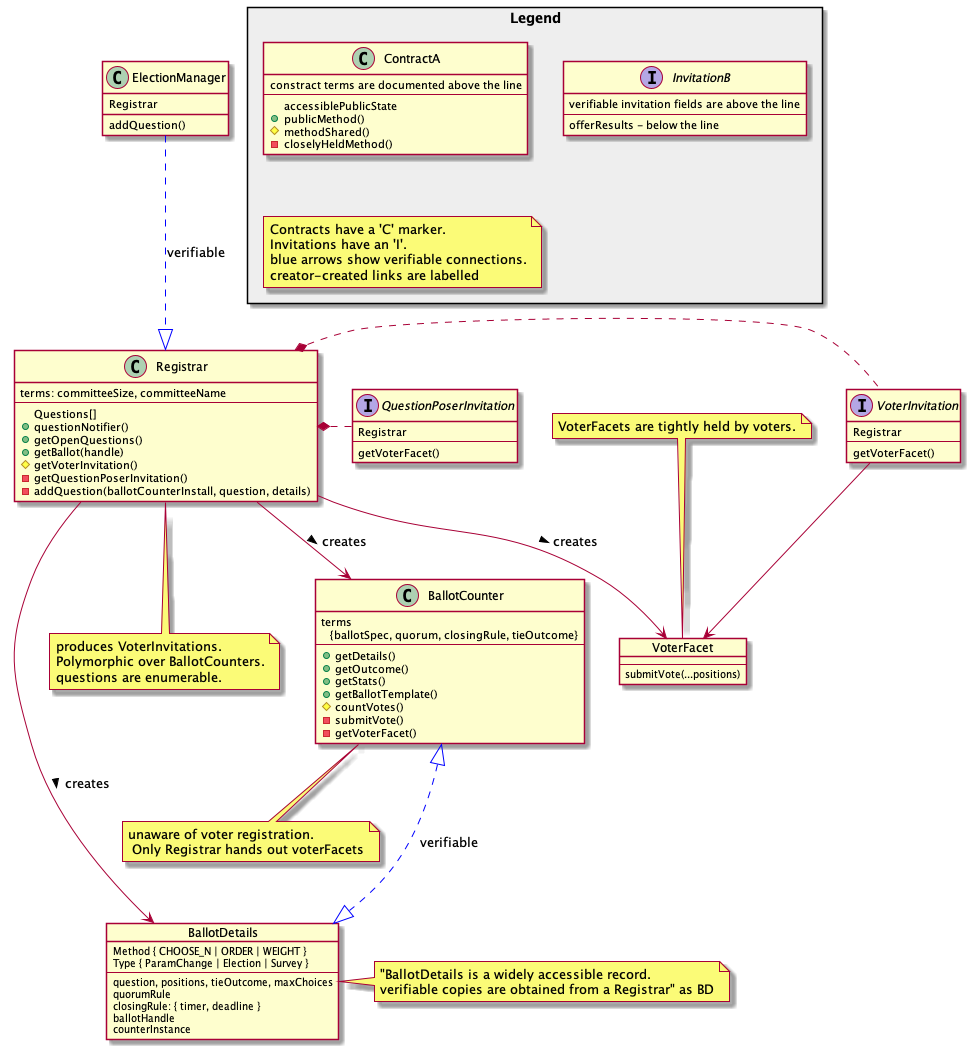 Legend
C ContractA
construct terms are documented above the line
accessiblePublicState
publicMethod()
methodShared()
closelyHeldMethod()
I InvitationB
verifiable invitation fields are above the line
offerResults - below the line
Contracts have a 'C' marker.
Invitations have an 'I'.
blue arrows show verifiable connections.
creator-created links are labelled
C ElectionManager
Registrar
addQuestion()
verifiable
C Registrar
terms: committeeSize, committeeName
Questions[]
questionNotifier()
getOpenQuestions()
getBallot(handle)
getVoterInvitation()
getQuestionPoserInvitation()
addQuestion(ballotCounterInstall, question, details)
I QuestionPoserInvitation
Registrar
getVoterFacet()
VoterFacets are tightly held by voters.
I VoterInvitation
Registrar
getVoterFacet()
creates
creates
produces VoterInvitations.
Polymorphic over BallotCounters.
questions are enumerable.
C BallotCounter
terms
{ballotSpec, quorum, closingRule, tieOutcome}
getDetails()
getOutcome()
getStats()
getBallotTemplate()
countVotes()
submitVote()
getVoterFacet()
VoterFacet
submitVote(...positions)
creates
unaware of voter registration.
Only Registrar hands out voterFacets
verifiable
BallotDetails
Method { CHOOSE_N | ORDER | WEIGHT }
Type { ParamChange | Election | Survey }
question, positions, tieOutcome, maxChoices
quorumRule
closingRule: { timer, deadline }
ballotHandle
counterInstance
"BallotDetails is a widely accessible record.
verifiable copies are obtained from a Registrar" as BD